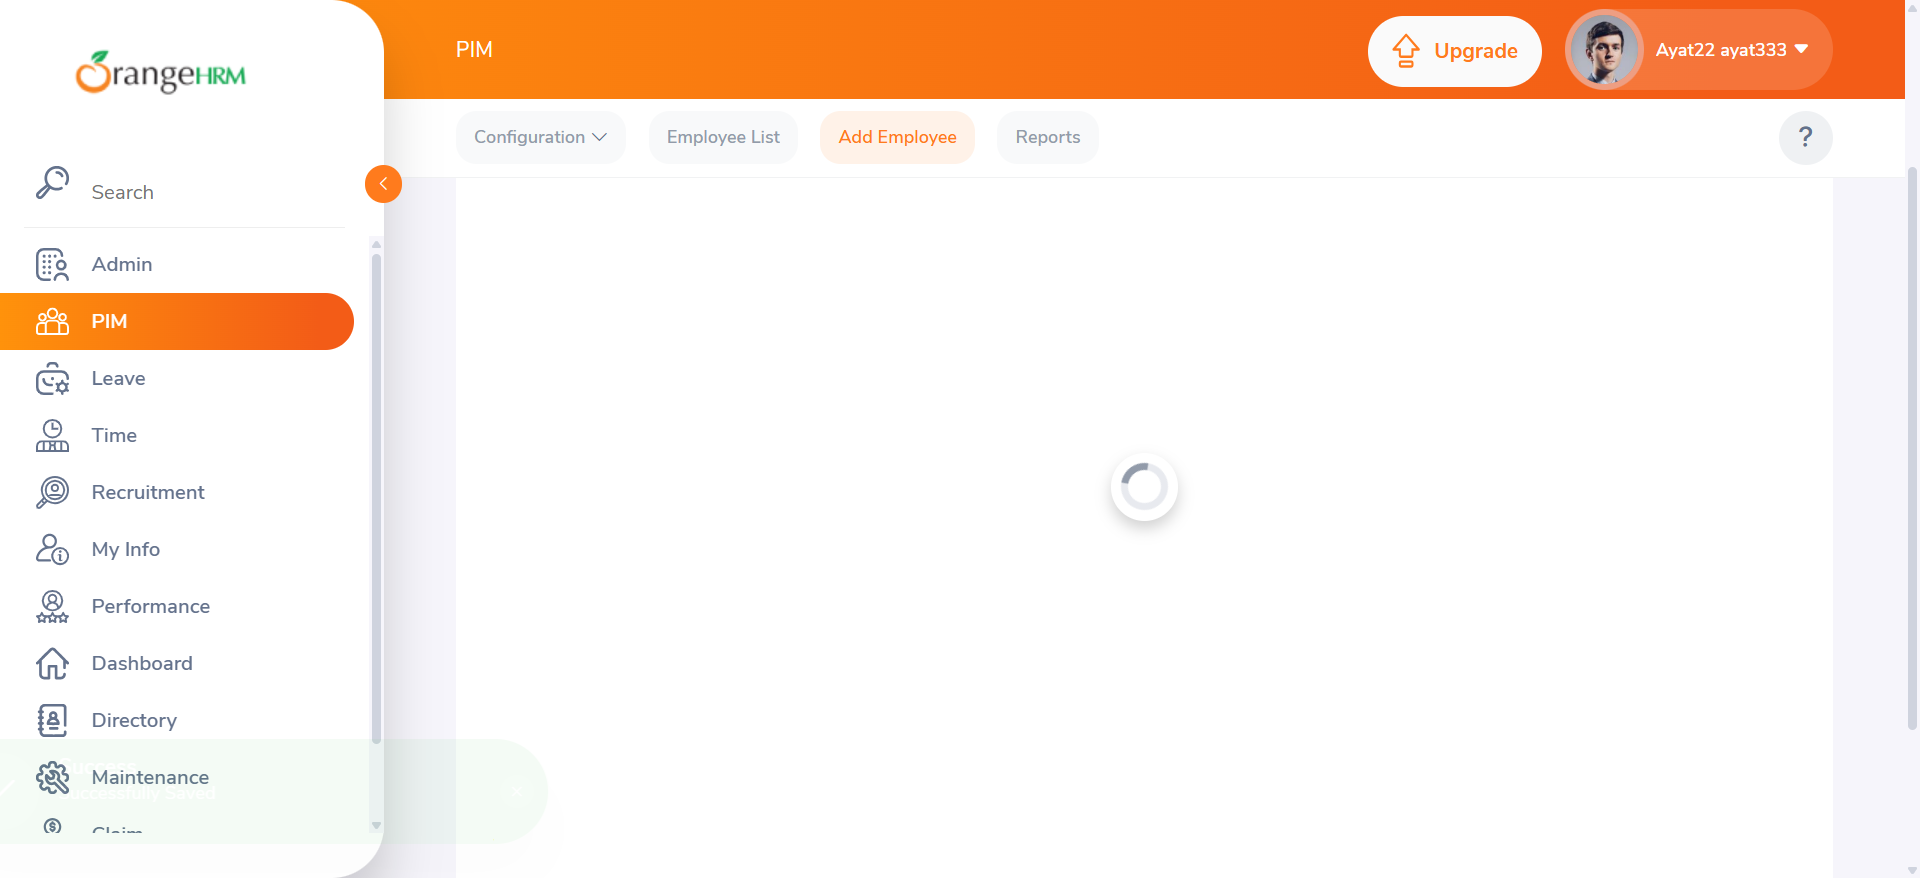 OrangeHRM
Search
Admin
PIM
Leave
Time
Recruitment
My Info
Performance
Dashboard
Directory
Maintenance
Successfully Saved
Claim
PIM
Upgrade
Ayat22 ayat333
Configuration
Employee List
Add Employee
Reports
?